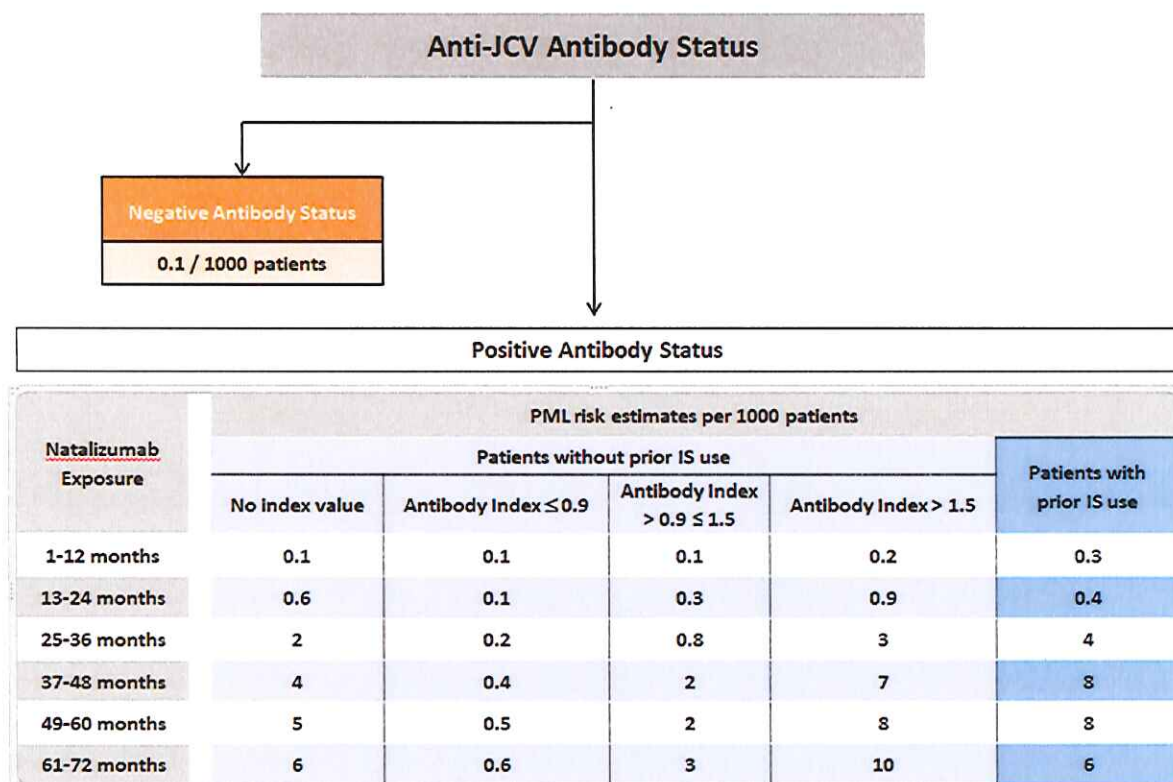 Anti-JCV Antibody Status
Negative Antibody Status
0.1 / 1000 patients
Positive Antibody Status
Natalizumab
Exposure
PML risk estimates per 1000 patients
Patients without prior IS use
Patients with
prior IS use
No index value
Antibody Index ≤ 0.9
Antibody Index
> 0.9 ≤ 1.5
Antibody Index > 1.5
1-12 months 0.1 0.1 0.1 0.2 0.3
13-24 months 0.6 0.1 0.3 0.9 0.4
25-36 months 2 0.2 0.8 3 4
37-48 months 4 0.4 2 7 8
49-60 months 5 0.5 2 8 8
61-72 months 6 0.6 3 10 6